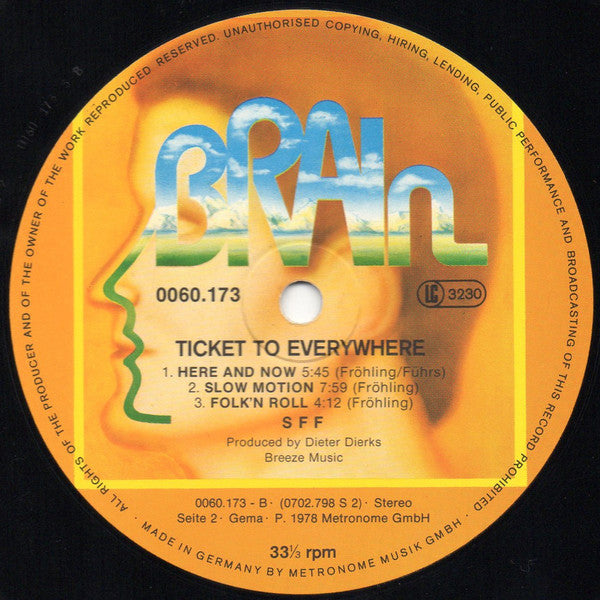 ALL RIGHTS OF THE PRODUCER AND OF THE OWNER OF THE WORK REPRODUCED RESERVED. UNAUTHORISED COPYING, HIRING, LENDING, PUBLIC PERFORMANCE AND BROADCASTING OF THIS RECORD PROHIBITED
BRAIn
0060.173
LC 3230
TICKET TO EVERYWHERE
1. HERE AND NOW 5:45 (Fröhling/Führs)
2. SLOW MOTION 7:59 (Fröhling)
3. FOLK'N ROLL 4:12 (Fröhling)
S F F
Produced by Dieter Dierks
Breeze Music
0060.173 - B · (0702.798 S 2) · Stereo
Seite 2 · Gema · P. 1978 Metronome GmbH
33⅓ rpm
· MADE IN GERMANY BY METRONOME MUSIK GMBH ·